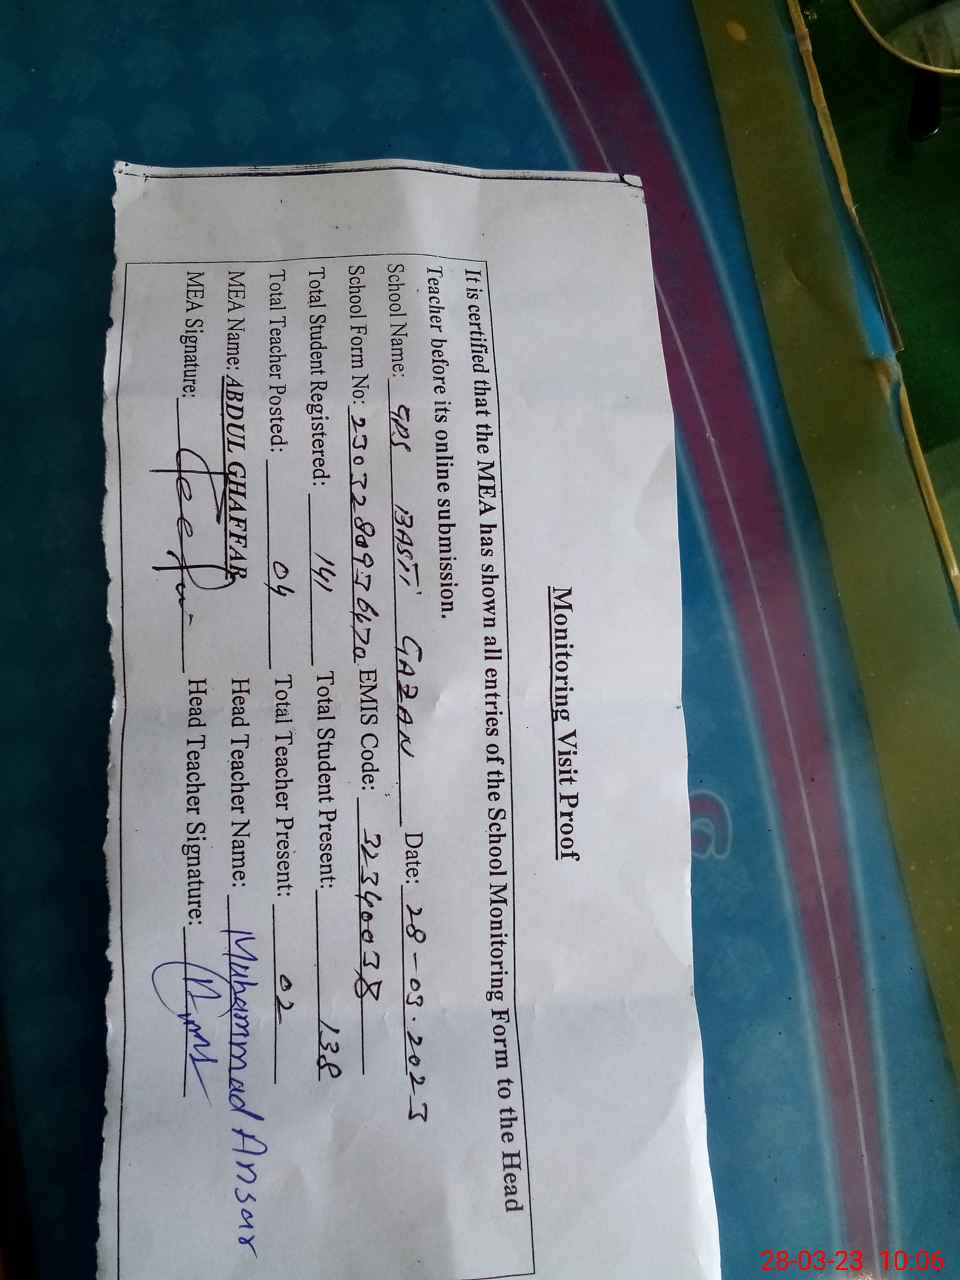 Monitoring Visit Proof
It is certified that the MEA has shown all entries of the School Monitoring Form to the Head
Teacher before its online submission.
School Name: GPS BASTI GAZAN Date: 28-03.2023
School Form No: EMIS Code: 32340038
Total Student Registered: 141 Total Student Present: 138
Total Teacher Posted: 04 Total Teacher Present: 02
MEA Name: ABDUL GHAFFAR Head Teacher Name: Muhammad Ansar
MEA Signature: Head Teacher Signature:
28-03-23 10:06